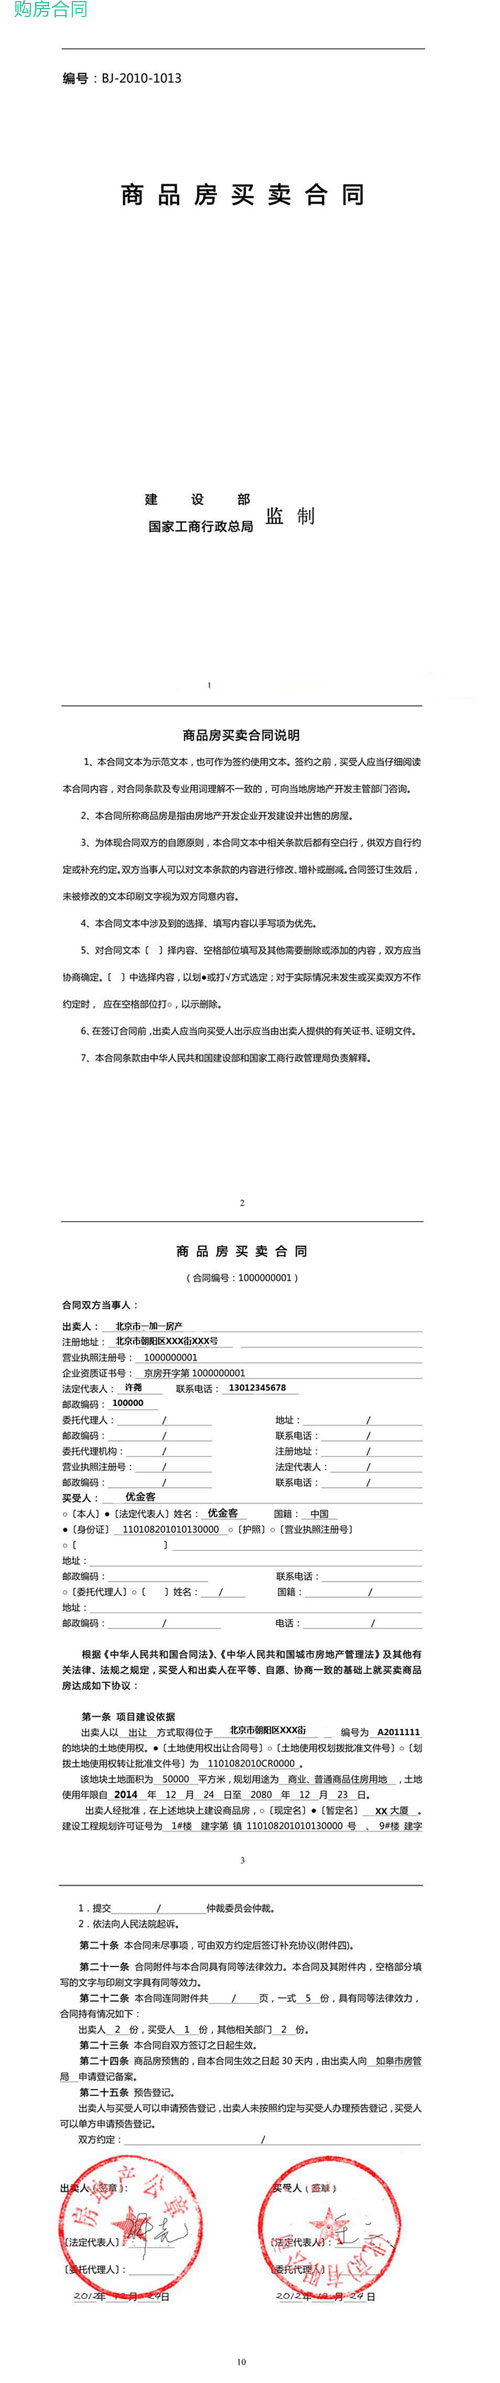 购房合同
编号：BJ-2010-1013
商品房买卖合同
建设部
国家工商行政总局
监制
1
商品房买卖合同说明
1、本合同文本为示范文本，也可作为签约使用文本。签约之前，买受人应当仔细阅读
本合同内容，对合同条款及专业用词理解不一致的，可向当地房地产开发主管部门咨询。
2、本合同所称商品房是指由房地产开发企业开发建设并出售的房屋。
3、为体现合同双方的自愿原则，本合同文本中相关条款后都有空白行，供双方自行约
定或补充约定。双方当事人可以对文本条款的内容进行修改、增补或删减。合同签订生效后，
未被修改的文本印刷文字视为双方同意内容。
4、本合同文本中涉及到的选择、填写内容以手写项为优先。
5、对合同文本〔 〕择内容、空格部位填写及其他需要删除或添加的内容，双方应当
协商确定。〔 〕中选择内容，以划●或打√方式选定；对于实际情况未发生或买卖双方不作
约定时， 应在空格部位打○，以示删除。
6、在签订合同前，出卖人应当向买受人出示应当由出卖人提供的有关证书、证明文件。
7、本合同条款由中华人民共和国建设部和国家工商行政管理局负责解释。
2
商品房买卖合同
（合同编号：1000000001）
合同双方当事人：
出卖人： 北京市一加一房产
注册地址： 北京市朝阳区XXX街XXX号
营业执照注册号： 1000000001
企业资质证书号： 京房开字第 1000000001
法定代表人： 许尧 联系电话： 13012345678
邮政编码： 100000
委托代理人： / 地址： /
邮政编码： / 联系电话： /
委托代理机构： / 注册地址： /
营业执照注册号： / 法定代表人： /
邮政编码： / 联系电话： /
买受人： 优金客
○〔本人〕●〔法定代表人〕姓名： 优金客 国籍： 中国
●〔身份证〕 110108201010130000 ○〔护照〕○〔营业执照注册号〕
○〔 〕
地址：
邮政编码： 联系电话：
○〔委托代理人〕○〔 〕姓名： / 国籍： /
地址：
邮政编码： / 电话： /
根据《中华人民共和国合同法》、《中华人民共和国城市房地产管理法》及其他有
关法律、法规之规定，买受人和出卖人在平等、自愿、协商一致的基础上就买卖商品
房达成如下协议：
第一条 项目建设依据
出卖人以 出让 方式取得位于 北京市朝阳区XXX街 编号为 A2011111
的地块的土地使用权。●〔土地使用权出让合同号〕○〔土地使用权划拨批准文件号〕○〔划
拨土地使用权转让批准文件号〕为 1101082010CR0000 。
该地块土地面积为 50000 平方米，规划用途为 商业、普通商品住房用地 ，土地
使用年限自 2014 年 12 月 24 日至 2080 年 12 月 23 日。
出卖人经批准，在上述地块上建设商品房，○〔现定名〕●〔暂定名〕 XX 大厦 。
建设工程规划许可证号为 1#楼 建字第 镇 110108201010130000 号 、 9#楼 建字
3
1．提交 / 仲裁委员会仲裁。
2．依法向人民法院起诉。
第二十条 本合同未尽事项，可由双方约定后签订补充协议(附件四)。
第二十一条 合同附件与本合同具有同等法律效力。本合同及其附件内，空格部分填
写的文字与印刷文字具有同等效力。
第二十二条 本合同连同附件共 / 页，一式 5 份，具有同等法律效力，
合同持有情况如下：
出卖人 2 份，买受人 1 份，其他相关部门 2 份。
第二十三条 本合同自双方签订之日起生效。
第二十四条 商品房预售的，自本合同生效之日起 30 天内，由出卖人向 如皋市房管
局 申请登记备案。
第二十五条 预告登记。
出卖人与买受人可以申请预告登记，出卖人未按照约定与买受人办理预告登记，买受人
可以单方申请预告登记。
双方约定： /
出卖人（签章）： 买受人（签章）
房地产公章
〔法定代表人〕： 〔法定代表人〕：
〔委托代理人〕： 〔委托代理人〕
2012年12月29日 2012年12月29日
10